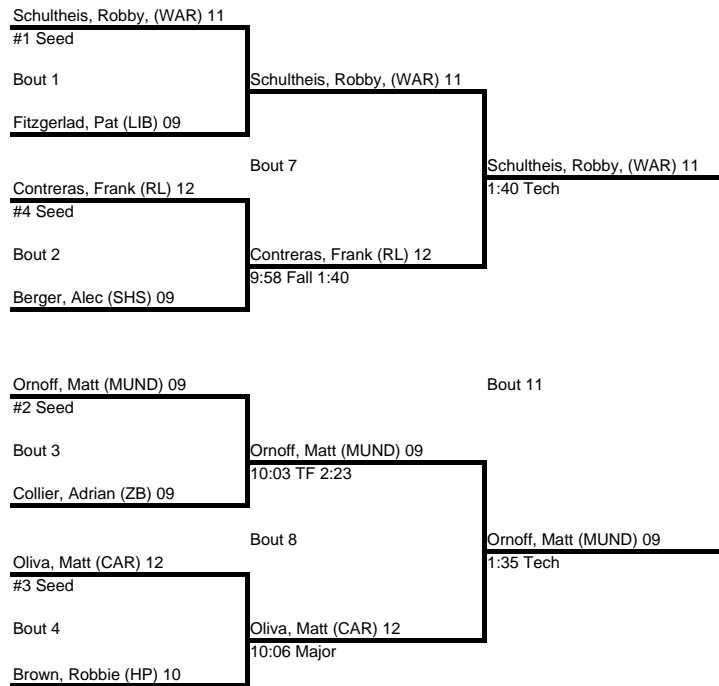 Schultheis, Robby, (WAR) 11
#1 Seed
Bout 1
Schultheis, Robby, (WAR) 11
Fitzgerlad, Pat (LIB) 09
Bout 7
Schultheis, Robby, (WAR) 11
1:40 Tech
Contreras, Frank (RL) 12
#4 Seed
Bout 2
Contreras, Frank (RL) 12
9:58 Fall 1:40
Berger, Alec (SHS) 09
Ornoff, Matt (MUND) 09
Bout 11
#2 Seed
Bout 3
Ornoff, Matt (MUND) 09
10:03 TF 2:23
Collier, Adrian (ZB) 09
Bout 8
Ornoff, Matt (MUND) 09
1:35 Tech
Oliva, Matt (CAR) 12
#3 Seed
Bout 4
Oliva, Matt (CAR) 12
10:06 Major
Brown, Robbie (HP) 10